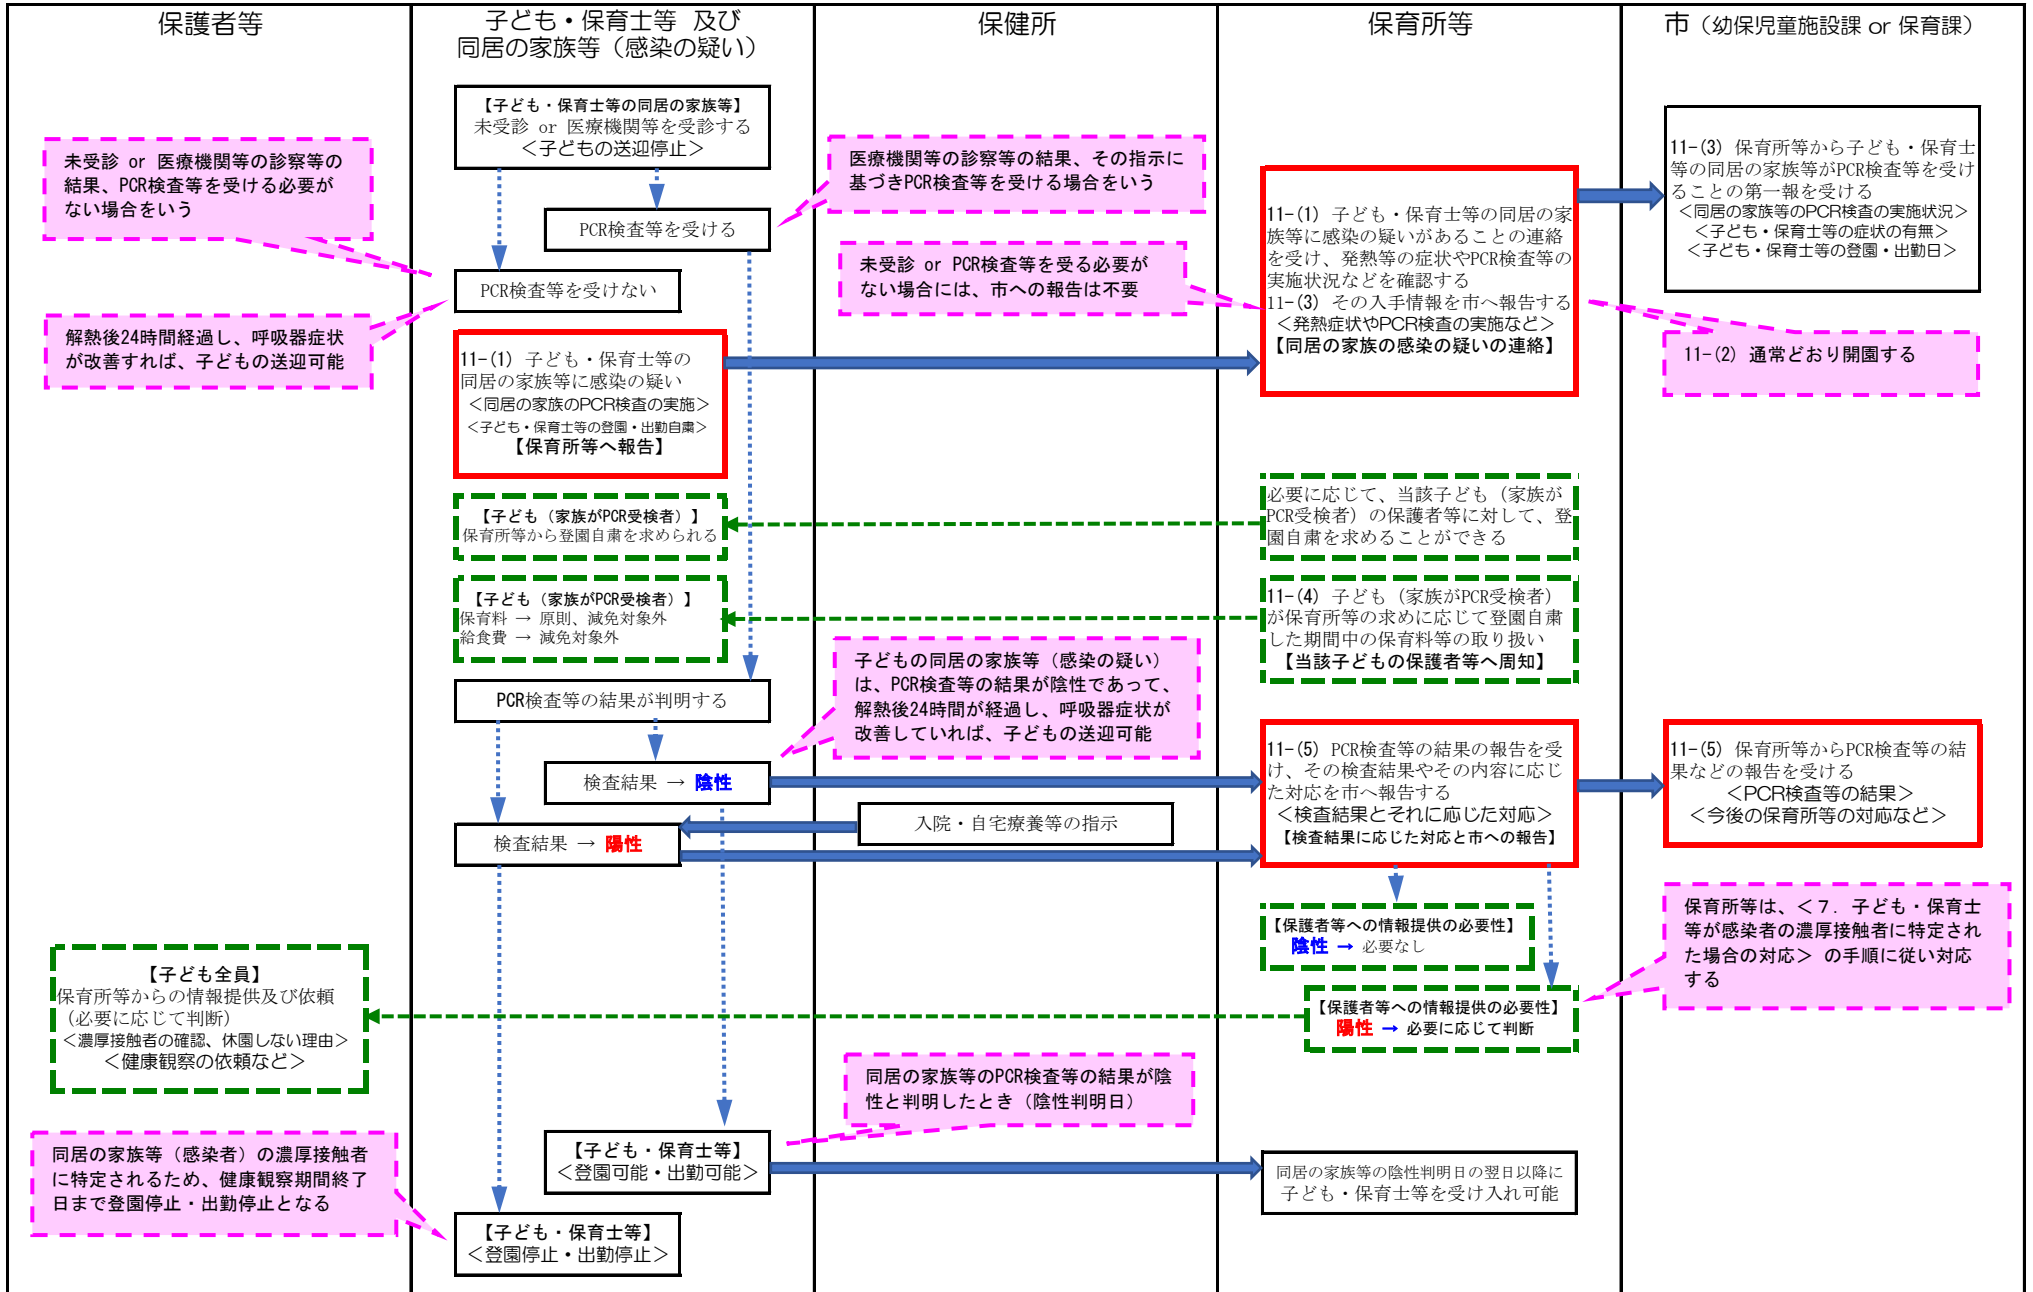 保護者等
子ども・保育士等 及び
同居の家族等（感染の疑い）
保健所
保育所等
市（幼保児童施設課 or 保育課）
【子ども・保育士等の同居の家族等】
未受診 or 医療機関等を受診する
＜子どもの送迎停止＞
未受診 or 医療機関等の診察等の
結果、PCR検査等を受ける必要が
ない場合をいう
医療機関等の診察等の結果、その指示に
基づきPCR検査等を受ける場合をいう
PCR検査等を受ける
PCR検査等を受けない
解熱後24時間経過し、呼吸器症状
が改善すれば、子どもの送迎可能
未受診 or PCR検査等を受る必要が
ない場合には、市への報告は不要
11-(1) 子ども・保育士等の同居の家
族等に感染の疑いがあることの連絡
を受け、発熱等の症状やPCR検査等の
実施状況などを確認する
11-(3) その入手情報を市へ報告する
＜発熱症状やPCR検査の実施など＞
【同居の家族の感染の疑いの連絡】
11-(3) 保育所等から子ども・保育士
等の同居の家族等がPCR検査等を受け
ることの第一報を受ける
＜同居の家族等のPCR検査の実施状況＞
＜子ども・保育士等の症状の有無＞
＜子ども・保育士等の登園・出勤日＞
11-(2) 通常どおり開園する
11-(1) 子ども・保育士等の
同居の家族等に感染の疑い
＜同居の家族のPCR検査の実施＞
＜子ども・保育士等の登園・出勤自粛＞
【保育所等へ報告】
【子ども（家族がPCR受検者）】
保育所等から登園自粛を求められる
必要に応じて、当該子ども（家族が
PCR受検者）の保護者等に対して、登
園自粛を求めることができる
【子ども（家族がPCR受検者）】
保育料 → 原則、減免対象外
給食費 → 減免対象外
11-(4) 子ども（家族がPCR受検者）
が保育所等の求めに応じて登園自粛
した期間中の保育料等の取り扱い
【当該子どもの保護者等へ周知】
子どもの同居の家族等（感染の疑い）
は、PCR検査等の結果が陰性であって、
解熱後24時間が経過し、呼吸器症状が
改善していれば、子どもの送迎可能
PCR検査等の結果が判明する
検査結果 → 陰性
検査結果 → 陽性
入院・自宅療養等の指示
11-(5) PCR検査等の結果の報告を受
け、その検査結果やその内容に応じ
た対応を市へ報告する
＜検査結果とそれに応じた対応＞
【検査結果に応じた対応と市への報告】
11-(5) 保育所等からPCR検査等の結
果などの報告を受ける
＜PCR検査等の結果＞
＜今後の保育所等の対応など＞
【保護者等への情報提供の必要性】
陰性 → 必要なし
保育所等は、＜７．子ども・保育士
等が感染者の濃厚接触者に特定され
た場合の対応＞ の手順に従い対応
する
【保護者等への情報提供の必要性】
陽性 → 必要に応じて判断
【子ども全員】
保育所等からの情報提供及び依頼
（必要に応じて判断）
＜濃厚接触者の確認、休園しない理由＞
＜健康観察の依頼など＞
同居の家族等のPCR検査等の結果が陰
性と判明したとき（陰性判明日）
【子ども・保育士等】
＜登園可能・出勤可能＞
同居の家族等の陰性判明日の翌日以降に
子ども・保育士等を受け入れ可能
同居の家族等（感染者）の濃厚接触者
に特定されるため、健康観察期間終了
日まで登園停止・出勤停止となる
【子ども・保育士等】
＜登園停止・出勤停止＞